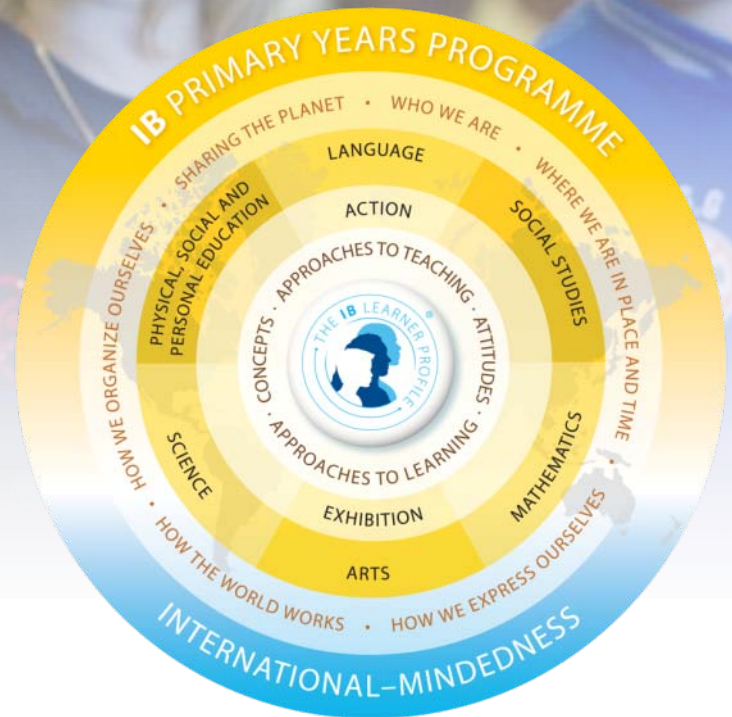 IB PRIMARY YEARS PROGRAMME
SHARING THE PLANET • WHO WE ARE • WHERE WE ARE IN PLACE AND TIME • HOW WE EXPRESS OURSELVES • HOW THE WORLD WORKS • HOW WE ORGANIZE OURSELVES •
LANGUAGE
SOCIAL STUDIES
MATHEMATICS
ARTS
SCIENCE
PHYSICAL, SOCIAL AND
PERSONAL EDUCATION
ACTION
EXHIBITION
APPROACHES TO TEACHING · ATTITUDES · APPROACHES TO LEARNING · CONCEPTS ·
THE IB LEARNER PROFILE ®
INTERNATIONAL–MINDEDNESS